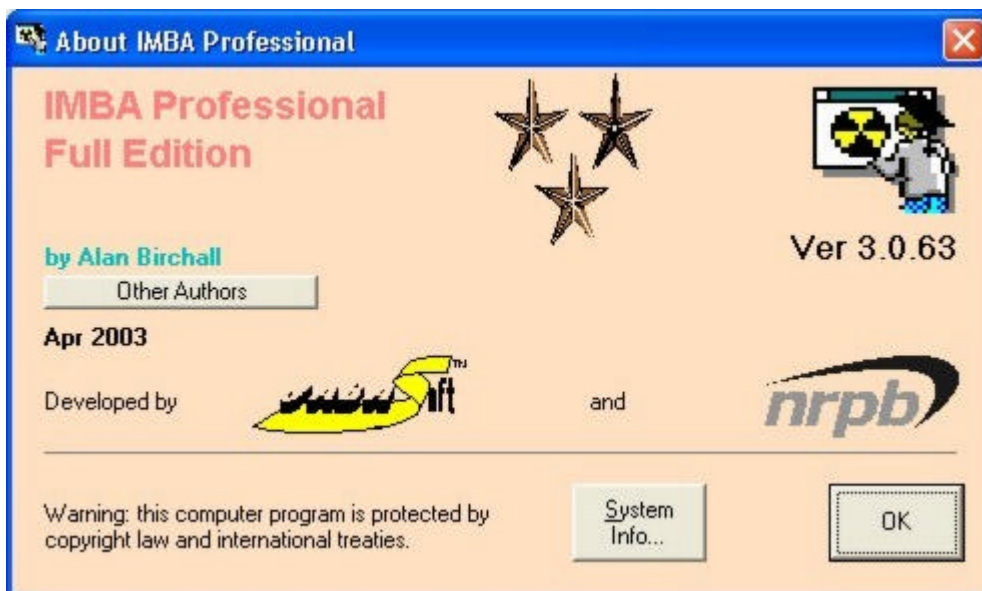 About IMBA Professional
IMBA Professional
Full Edition
Ver 3.0.63
by Alan Birchall
Other Authors
Apr 2003
Developed by
and
nrpb
Warning: this computer program is protected by
copyright law and international treaties.
System
Info...
OK